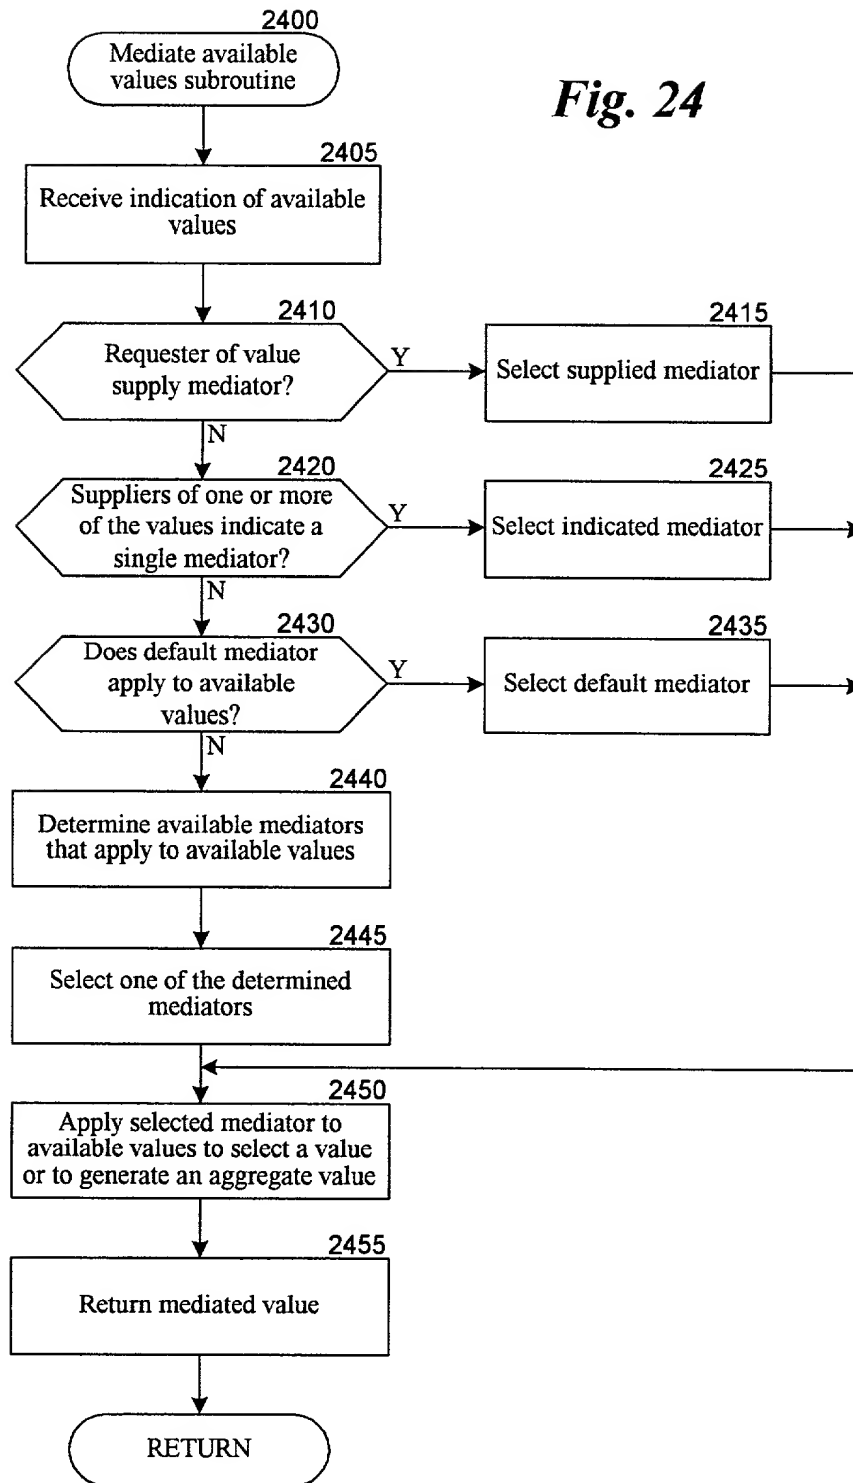 2400
Mediate available
values subroutine
Fig. 24
2405
Receive indication of available
values
2410
Requester of value
supply mediator?
Y
N
2415
Select supplied mediator
2420
Suppliers of one or more
of the values indicate a
single mediator?
Y
N
2425
Select indicated mediator
2430
Does default mediator
apply to available
values?
Y
N
2435
Select default mediator
2440
Determine available mediators
that apply to available values
2445
Select one of the determined
mediators
2450
Apply selected mediator to
available values to select a value
or to generate an aggregate value
2455
Return mediated value
RETURN